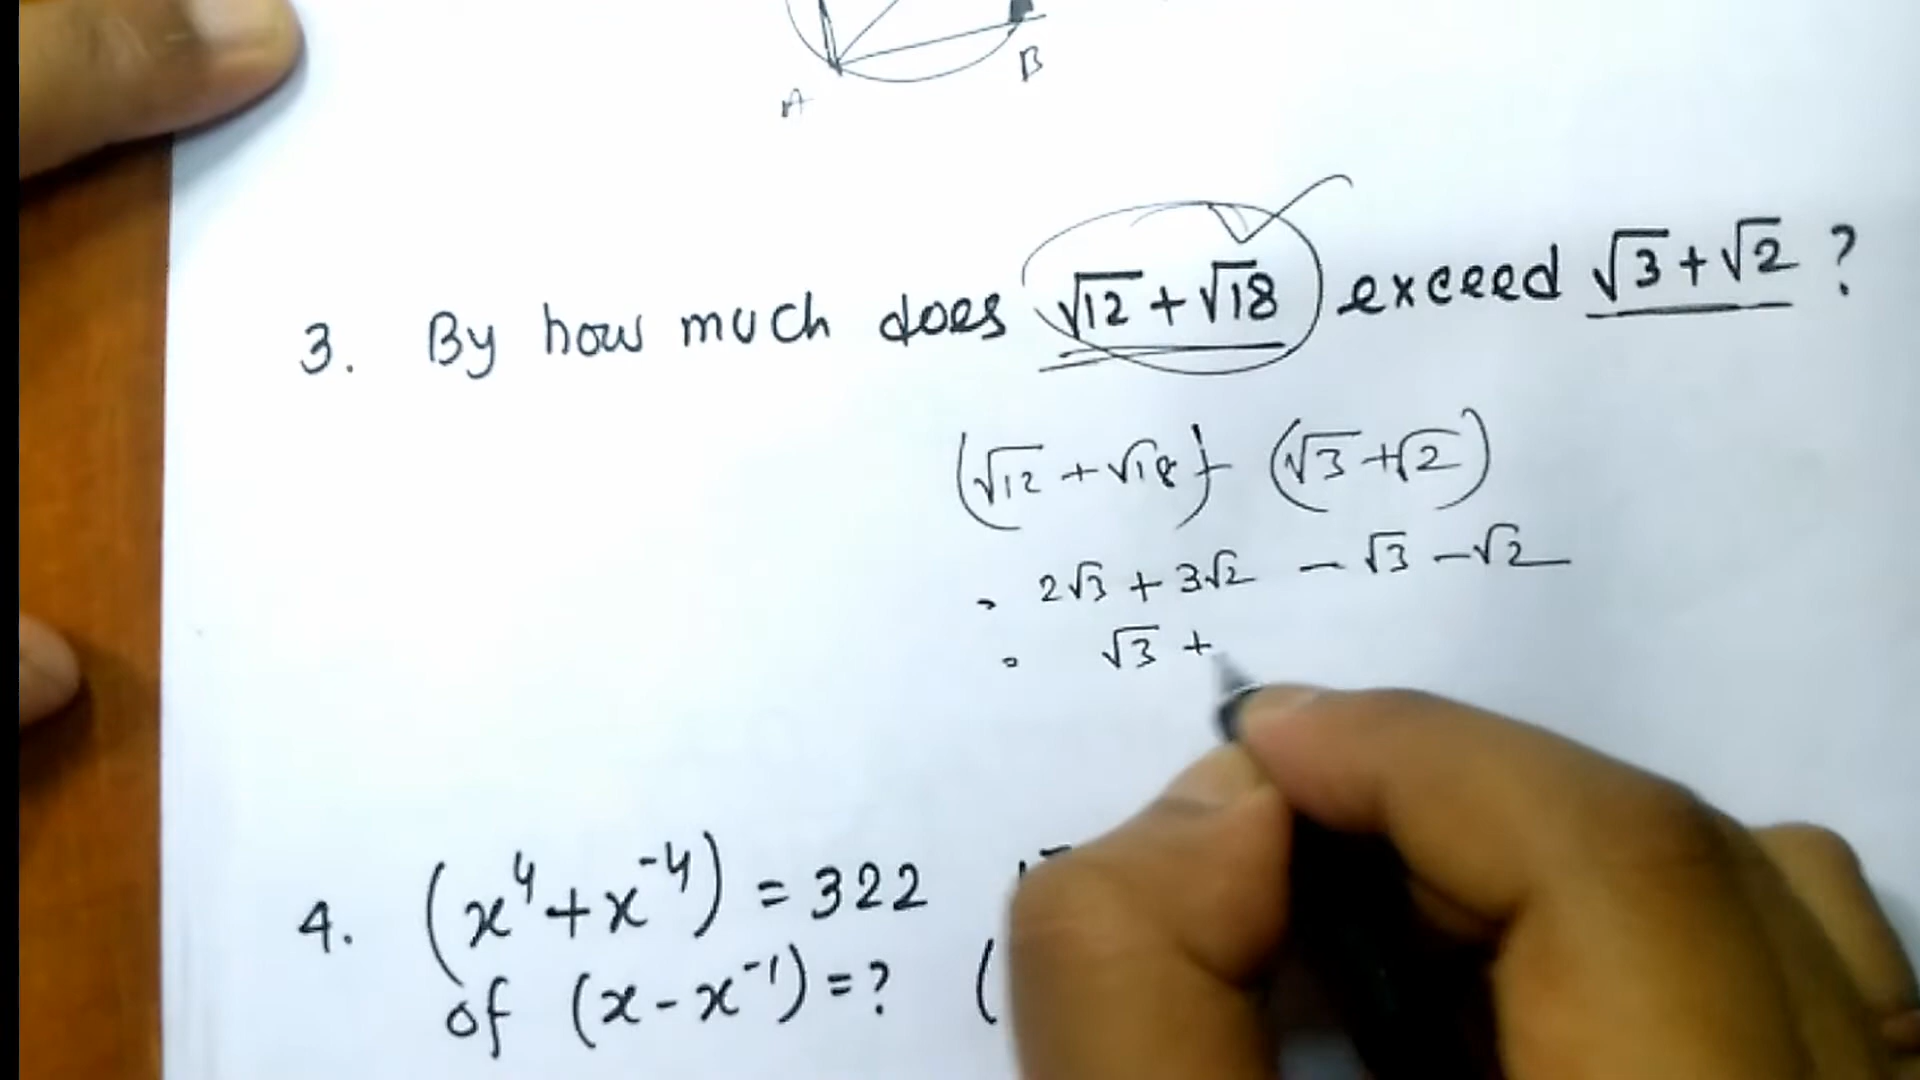 A
B
3. By how much does √12 + √18 exceed √3 + √2 ?
(√12 + √18) - (√3 + √2)
= 2√3 + 3√2 - √3 - √2
= √3 +
4. (x⁴ + x⁻⁴) = 322
of (x - x⁻¹) = ? (